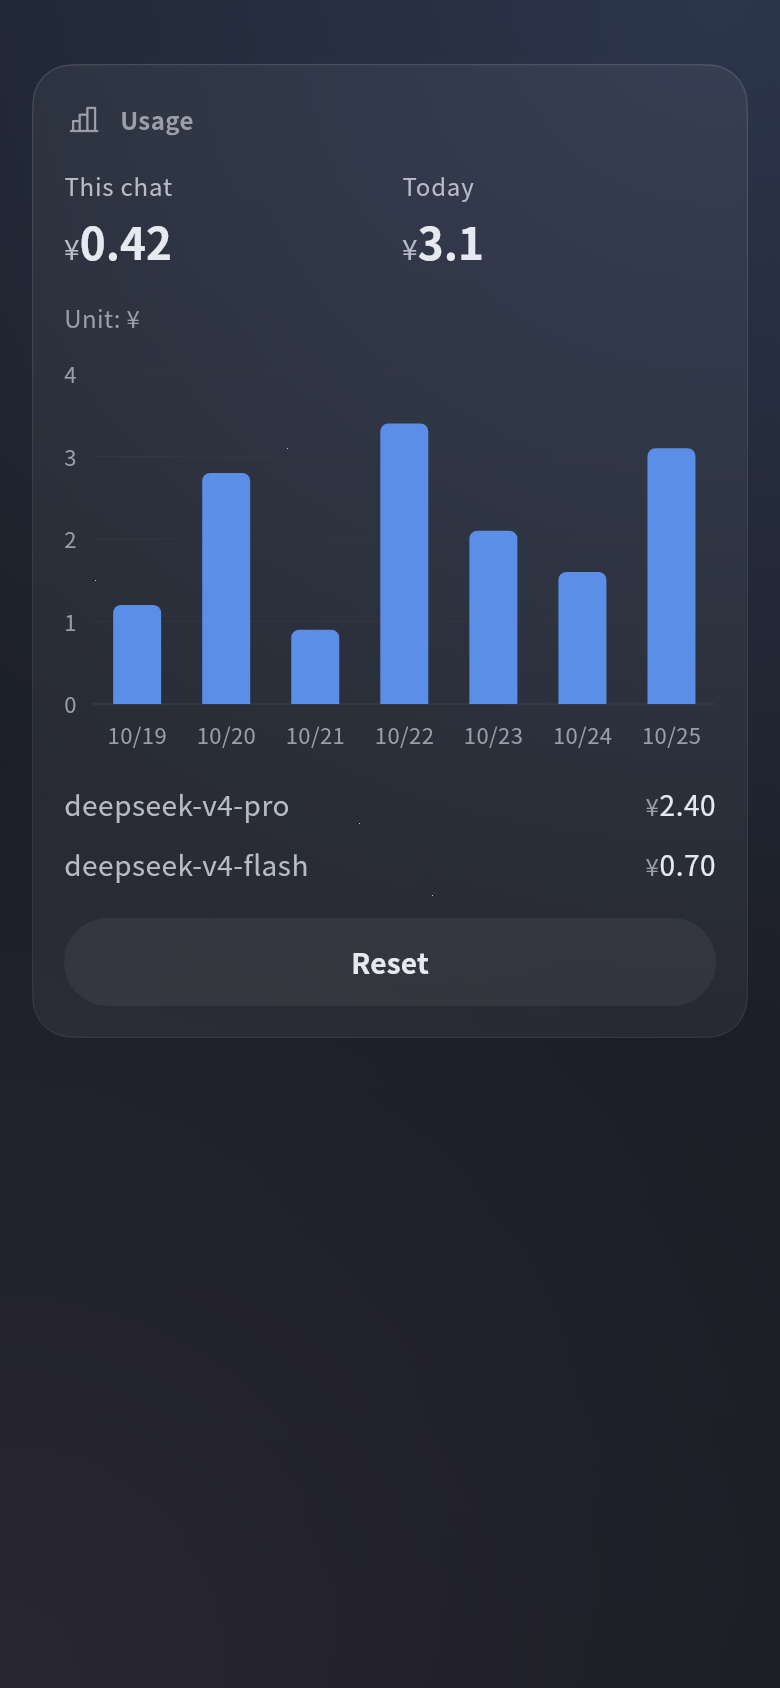 Usage
This chat
Today
¥0.42
¥3.1
Unit: ¥
4
3
2
1
0
10/19 10/20 10/21 10/22 10/23 10/24 10/25
deepseek-v4-pro ¥2.40
deepseek-v4-flash ¥0.70
Reset